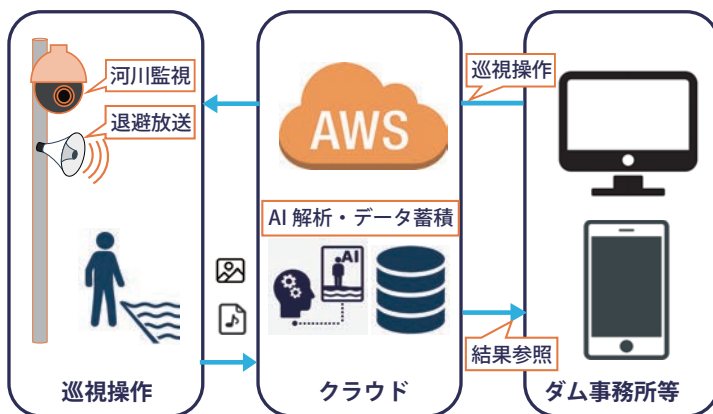 河川監視
退避放送
巡視操作
AWS
AI 解析・データ蓄積
AI
巡視操作
結果参照
クラウド
ダム事務所等